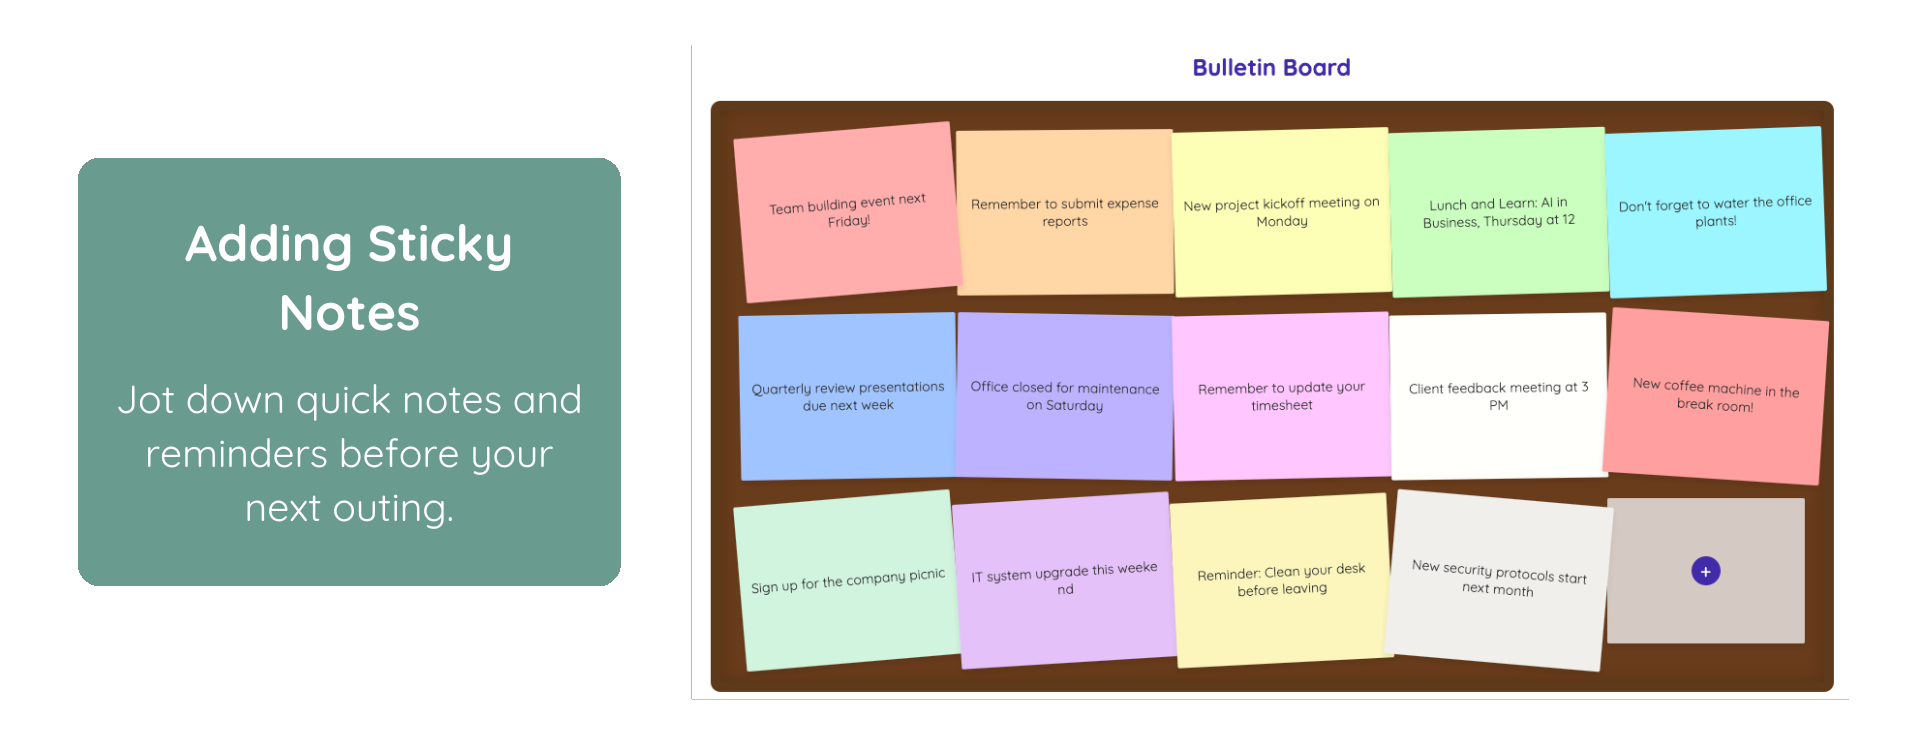 Adding Sticky
Notes
Jot down quick notes and
reminders before your
next outing.
Bulletin Board
Team building event next
Friday!
Remember to submit expense
reports
New project kickoff meeting on
Monday
Lunch and Learn: AI in
Business, Thursday at 12
Don't forget to water the office
plants!
Quarterly review presentations
due next week
Office closed for maintenance
on Saturday
Remember to update your
timesheet
Client feedback meeting at 3
PM
New coffee machine in the
break room!
Sign up for the company picnic
IT system upgrade this weeke
nd
Reminder: Clean your desk
before leaving
New security protocols start
next month
+